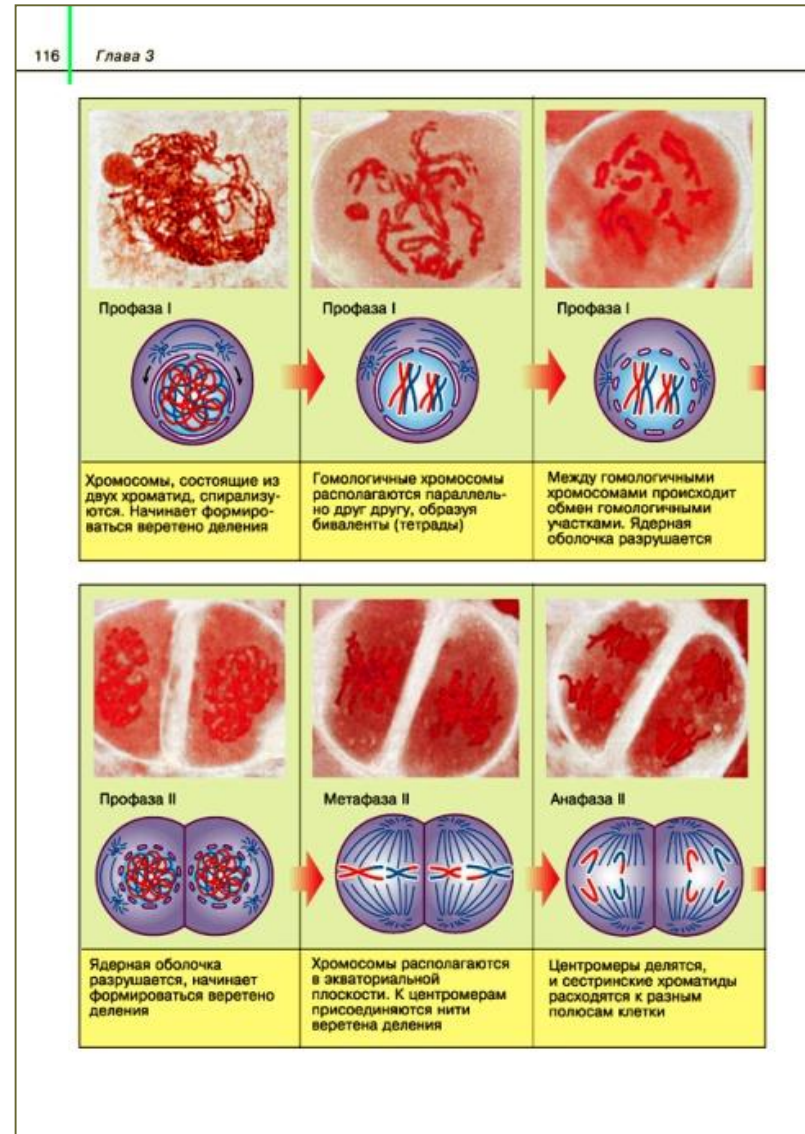 116 Глава 3
Профаза I
Профаза I
Профаза I
Хромосомы, состоящие из
двух хроматид, спирализу-
ются. Начинает формиро-
ваться веретено деления
Гомологичные хромосомы
располагаются параллель-
но друг другу, образуя
биваленты (тетрады)
Между гомологичными
хромосомами происходит
обмен гомологичными
участками. Ядерная
оболочка разрушается
Профаза II
Метафаза II
Анафаза II
Ядерная оболочка
разрушается, начинает
формироваться веретено
деления
Хромосомы располагаются
в экваториальной
плоскости. К центромерам
присоединяются нити
веретена деления
Центромеры делятся,
и сестринские хроматиды
расходятся к разным
полюсам клетки